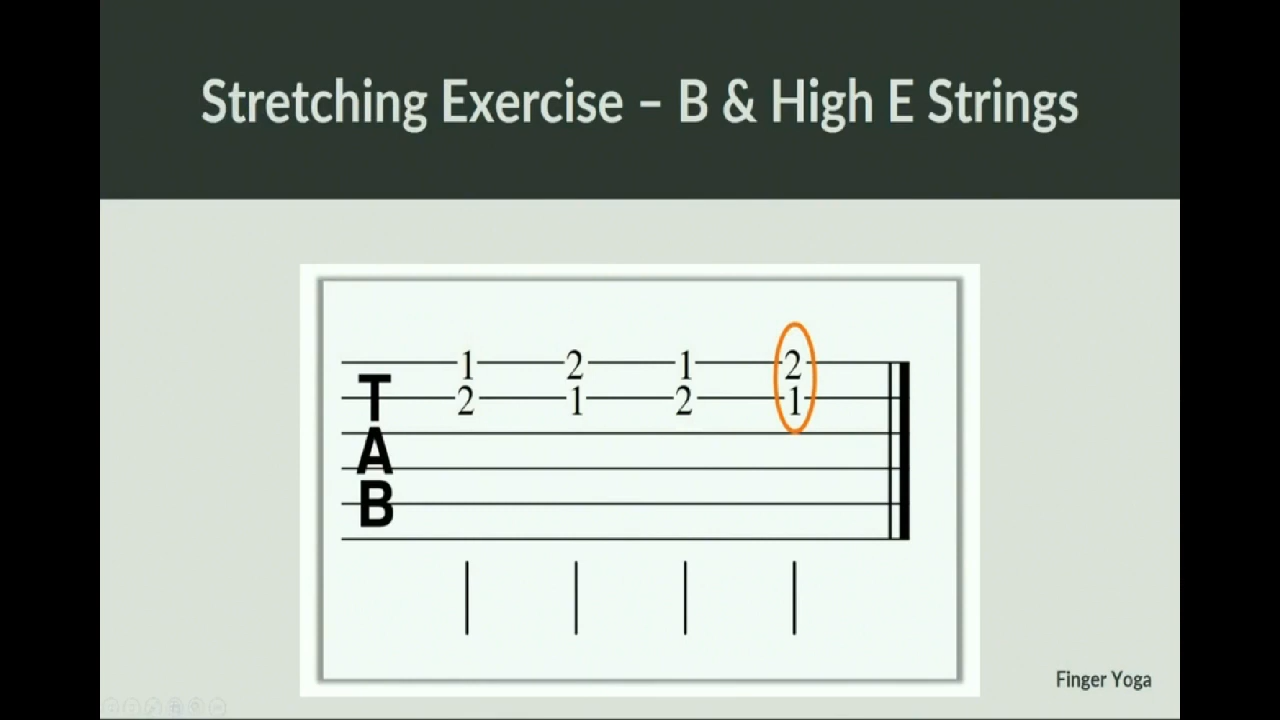 Stretching Exercise – B & High E Strings
1 2 1 2
T 2 1 2 1
A
B
Finger Yoga